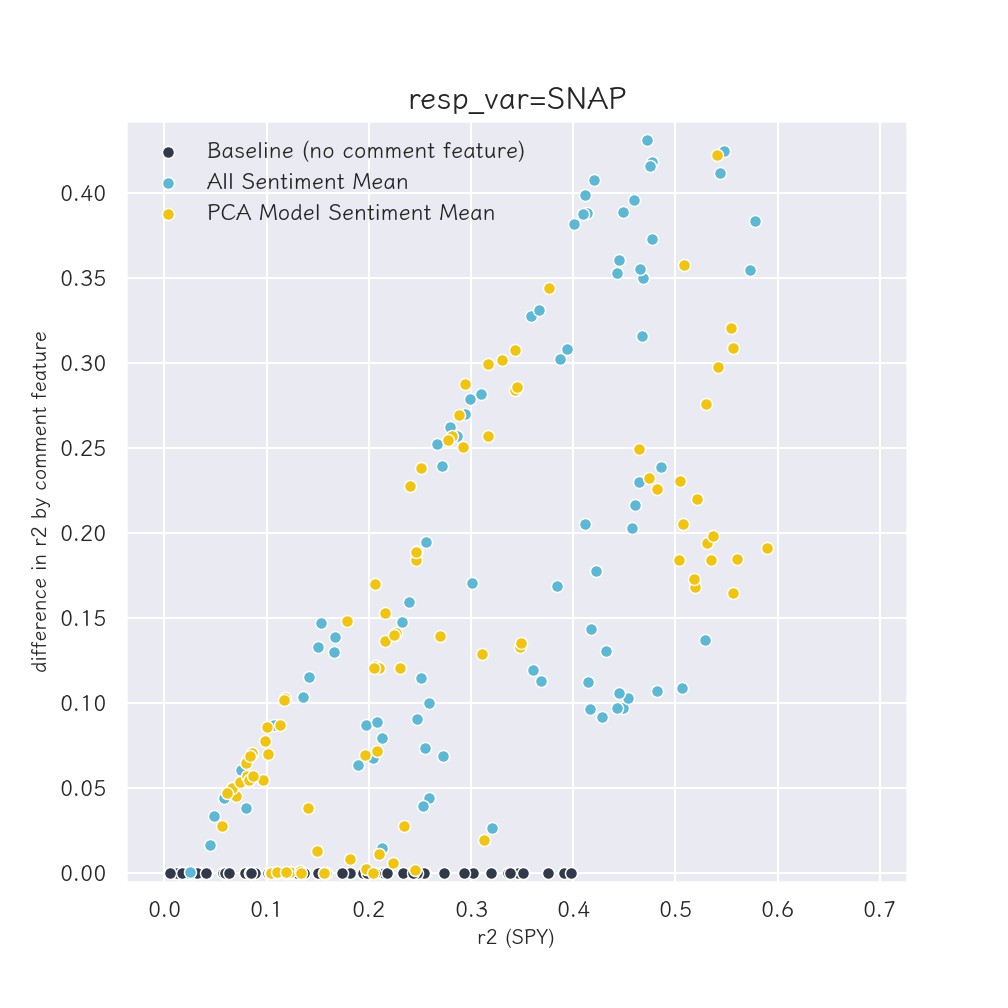 resp_var=SNAP
Baseline (no comment feature)
All Sentiment Mean
PCA Model Sentiment Mean
difference in r2 by comment feature
0.40
0.35
0.30
0.25
0.20
0.15
0.10
0.05
0.00
0.0 0.1 0.2 0.3 0.4 0.5 0.6 0.7
r2 (SPY)